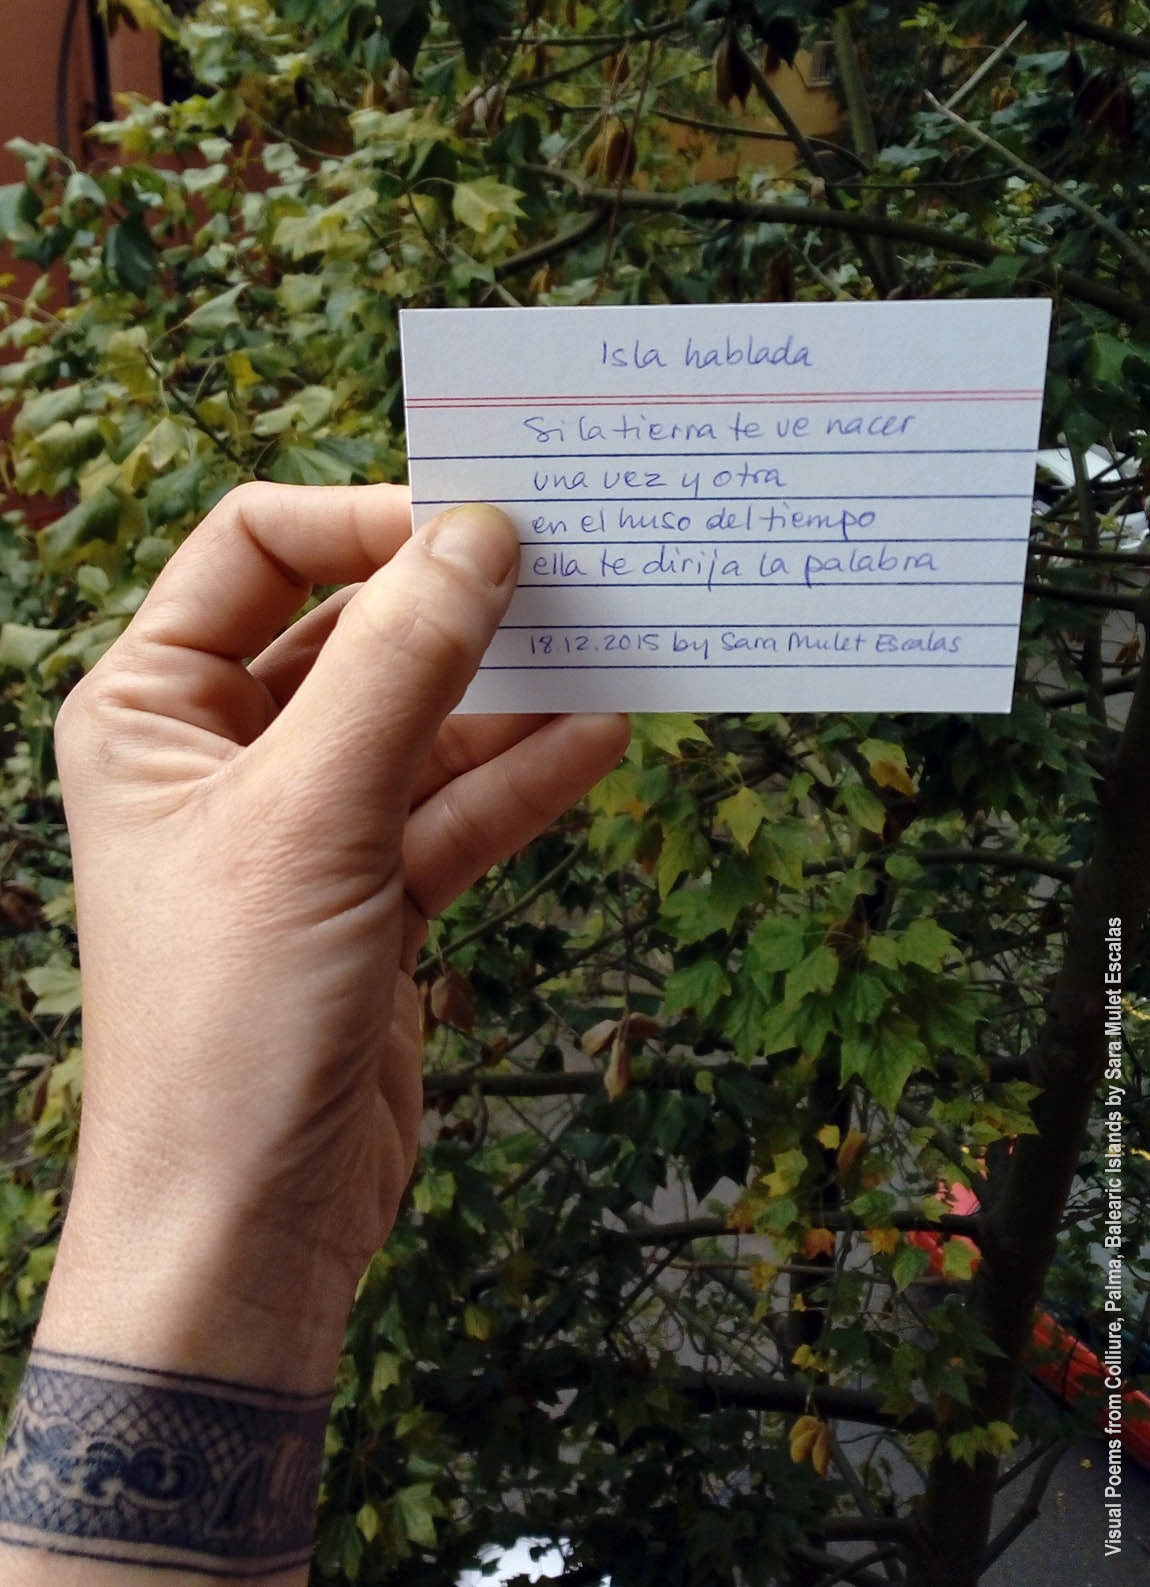 Isla hablada
Si la tierra te ve nacer
una vez y otra
en el huso del tiempo
ella te dirija la palabra
18.12.2015 by Sara Mulet Escalas
Visual Poems from Colliure, Palma, Balearic Islands by Sara Mulet Escalas